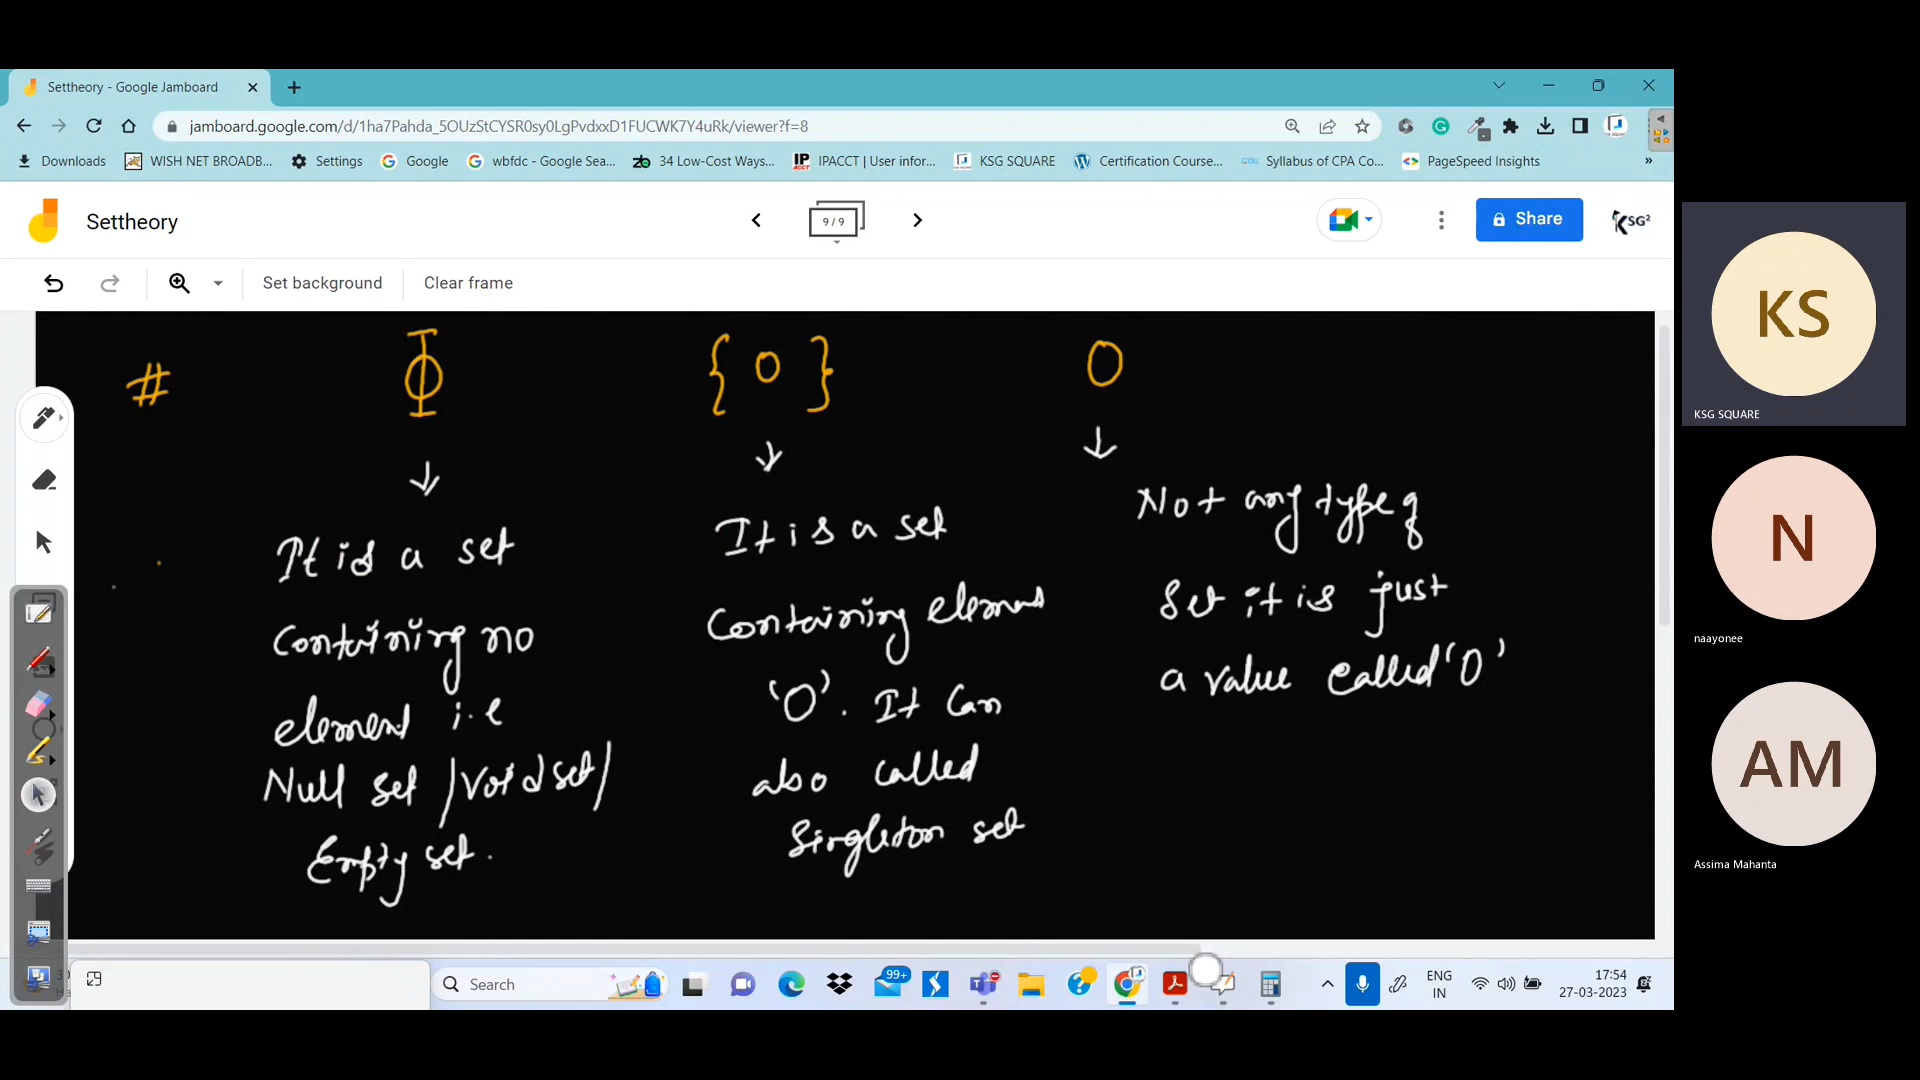 Settheory - Google Jamboard
jamboard.google.com/d/1ha7Pahda_5OUzStCYSR0sy0LgPvdxxD1FUCWK7Y4uRk/viewer?f=8
Downloads WISH NET BROADB... Settings Google wbfdc - Google Sea... 34 Low-Cost Ways... IPACCT | User infor... KSG SQUARE Certification Course... Syllabus of CPA Co... PageSpeed Insights »
Settheory
9 / 9
Share
KSG²
Set background
Clear frame
# Φ { 0 } 0
It is a set
containing no
element i.e
Null set / Void set /
Empty set.
It is a set
containing element
'0'. It can
also called
Singleton set
Not any type of
set it is just
a value called '0'
KS
KSG SQUARE
N
naayonee
AM
Assima Mahanta
Search
99+
ENG
IN
17:54
27-03-2023